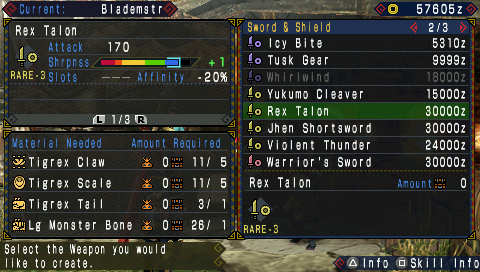 Current: Blademstr
57605z
Rex Talon
Attack 170
Shrpnss +1
RARE-3 Slots --- Affinity -20%
L 1/3 R
Material Needed Amount Required
Tigrex Claw 0 11/ 5
Tigrex Scale 0 11/ 5
Tigrex Tail 0 3/ 1
Lg Monster Bone 0 26/ 1
Select the Weapon you would
like to create.
Sword & Shield 2/3
Icy Bite 5310z
Tusk Gear 9999z
Whirlwind 18000z
Yukumo Cleaver 15000z
Rex Talon 30000z
Jhen Shortsword 30000z
Violent Thunder 24000z
Warrior's Sword 30000z
Rex Talon Amount 0
RARE-3
Info Skill Info